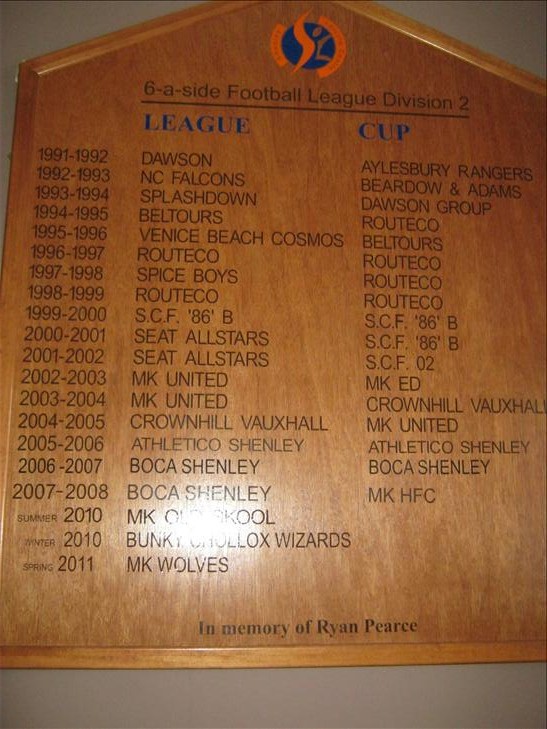 6-a-side Football League Division 2
LEAGUE CUP
1991-1992 DAWSON AYLESBURY RANGERS
1992-1993 NC FALCONS BEARDOW & ADAMS
1993-1994 SPLASHDOWN DAWSON GROUP
1994-1995 BELTOURS ROUTECO
1995-1996 VENICE BEACH COSMOS BELTOURS
1996-1997 ROUTECO ROUTECO
1997-1998 SPICE BOYS ROUTECO
1998-1999 ROUTECO ROUTECO
1999-2000 S.C.F. '86' B S.C.F. '86' B
2000-2001 SEAT ALLSTARS S.C.F. '86' B
2001-2002 SEAT ALLSTARS S.C.F. 02
2002-2003 MK UNITED MK ED
2003-2004 MK UNITED CROWNHILL VAUXHALL
2004-2005 CROWNHILL VAUXHALL MK UNITED
2005-2006 ATHLETICO SHENLEY ATHLETICO SHENLEY
2006-2007 BOCA SHENLEY BOCA SHENLEY
2007-2008 BOCA SHENLEY MK HFC
SUMMER 2010 MK OLD SKOOL
WINTER 2010 WIZARDS
SPRING 2011 MK WOLVES
In memory of Ryan Pearce